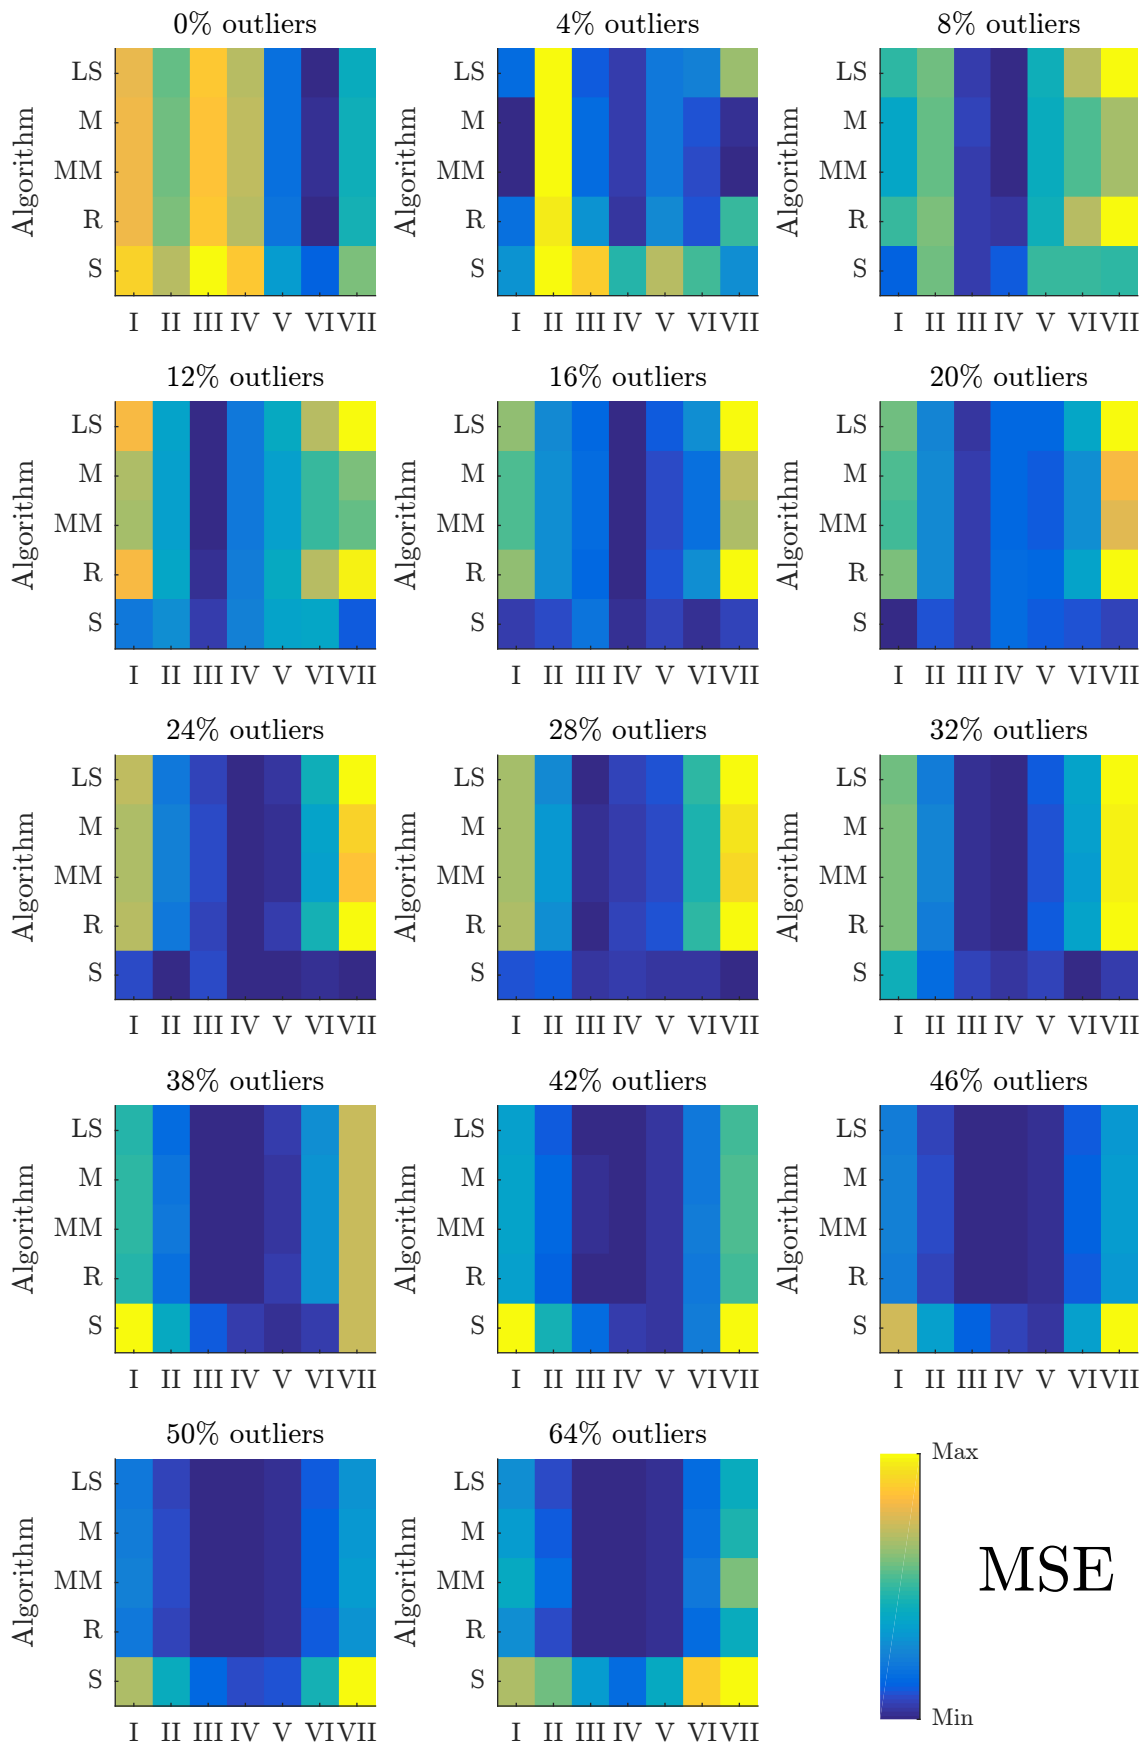 0% outliers
Algorithm
LS
M
MM
R
S
I II III IV V VI VII
4% outliers
Algorithm
LS
M
MM
R
S
I II III IV V VI VII
8% outliers
Algorithm
LS
M
MM
R
S
I II III IV V VI VII
12% outliers
Algorithm
LS
M
MM
R
S
I II III IV V VI VII
16% outliers
Algorithm
LS
M
MM
R
S
I II III IV V VI VII
20% outliers
Algorithm
LS
M
MM
R
S
I II III IV V VI VII
24% outliers
Algorithm
LS
M
MM
R
S
I II III IV V VI VII
28% outliers
Algorithm
LS
M
MM
R
S
I II III IV V VI VII
32% outliers
Algorithm
LS
M
MM
R
S
I II III IV V VI VII
38% outliers
Algorithm
LS
M
MM
R
S
I II III IV V VI VII
42% outliers
Algorithm
LS
M
MM
R
S
I II III IV V VI VII
46% outliers
Algorithm
LS
M
MM
R
S
I II III IV V VI VII
50% outliers
Algorithm
LS
M
MM
R
S
I II III IV V VI VII
64% outliers
Algorithm
LS
M
MM
R
S
I II III IV V VI VII
Max
MSE
Min